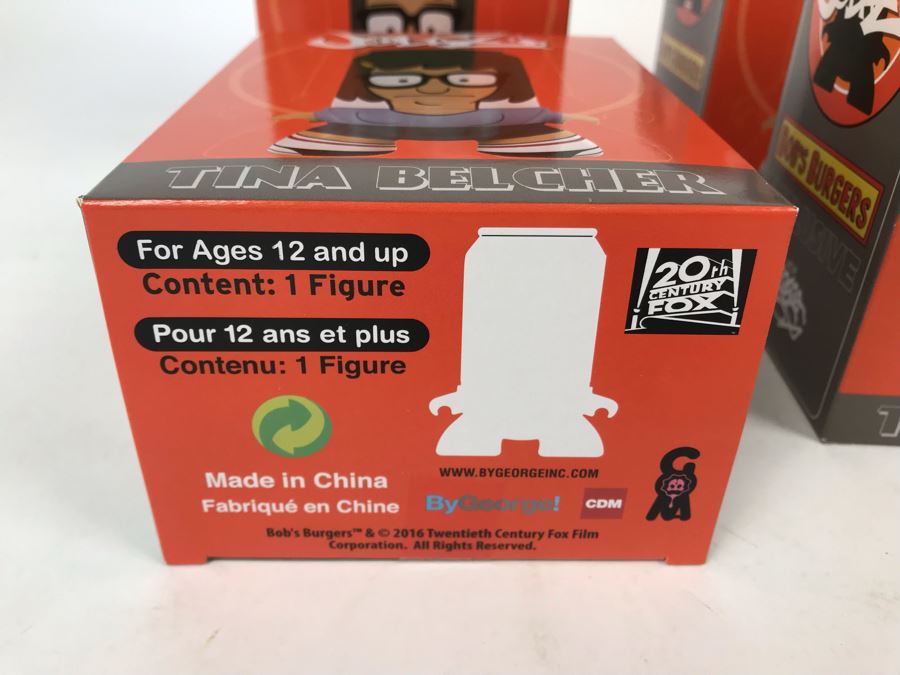 TINA BELCHER
For Ages 12 and up
Content: 1 Figure
Pour 12 ans et plus
Contenu: 1 Figure
Made in China
Fabriqué en Chine
20th
CENTURY
FOX
WWW.BYGEORGEINC.COM
ByGeorge!
CDM
Bob's Burgers™ & © 2016 Twentieth Century Fox Film
Corporation. All Rights Reserved.
BOB'S BURGERS